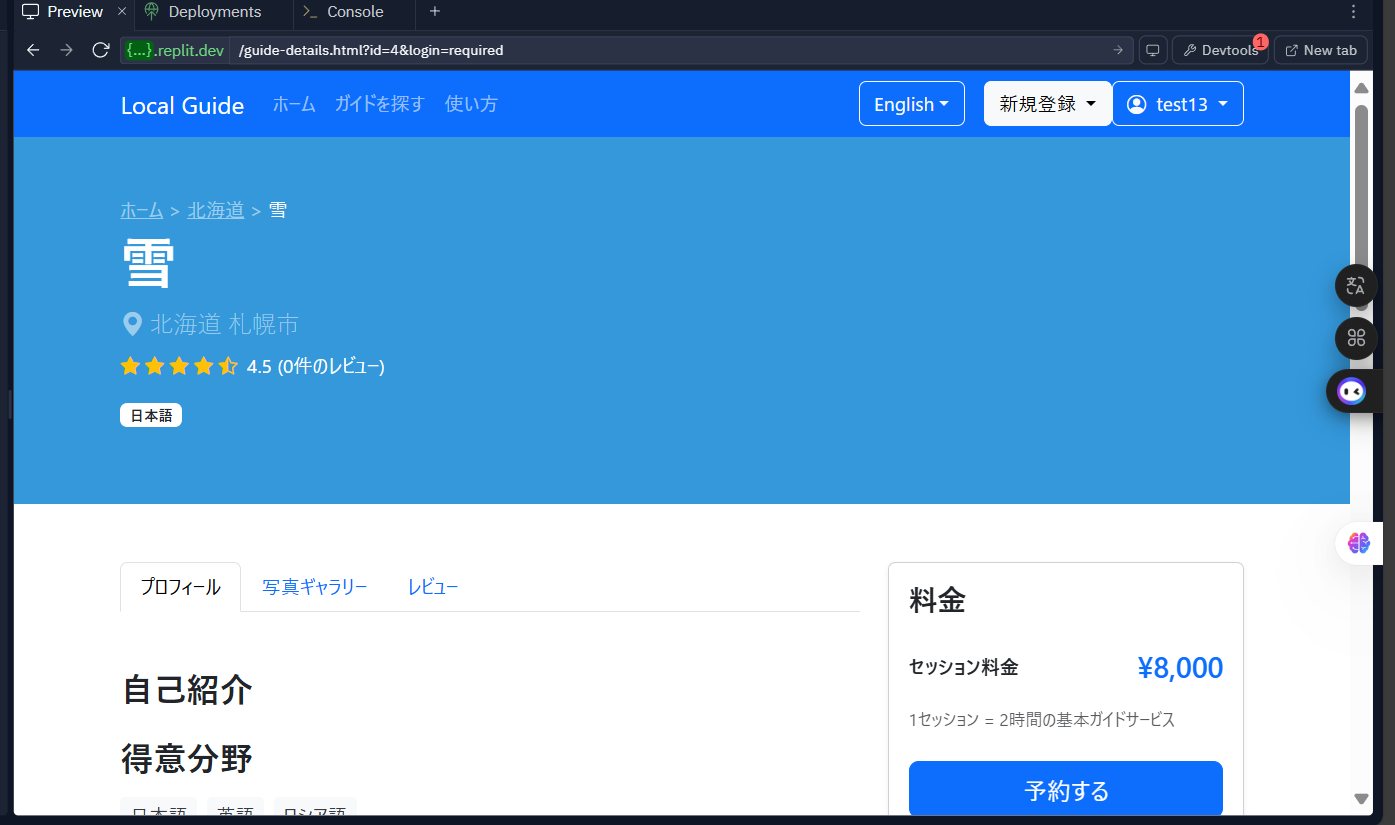 Preview × Deployments Console +
{...}.replit.dev /guide-details.html?id=4&login=required Devtools 1 New tab
Local Guide ホーム ガイドを探す 使い方 English 新規登録 test13
ホーム > 北海道 > 雪
雪
北海道 札幌市
4.5 (0件のレビュー)
日本語
プロフィール 写真ギャラリー レビュー
料金
セッション料金 ¥8,000
1セッション = 2時間の基本ガイドサービス
予約する
自己紹介
得意分野
日本語 英語 ロシア語